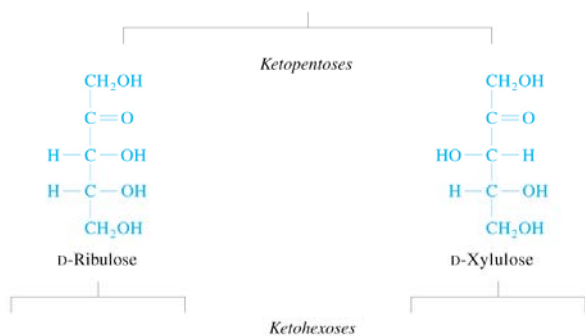 Ketopentoses
CH₂OH CH₂OH
C=O C=O
H—C—OH HO—C—H
H—C—OH H—C—OH
CH₂OH CH₂OH
D-Ribulose D-Xylulose
Ketohexoses